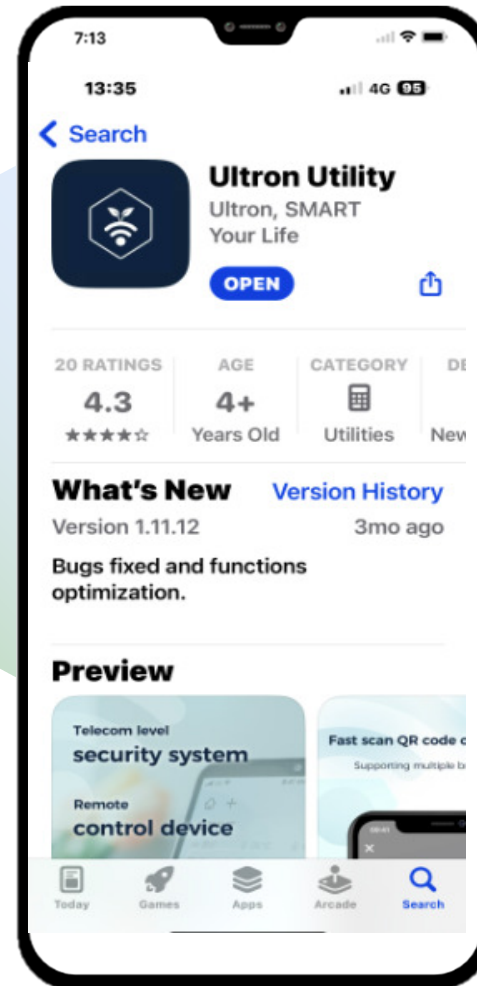 7:13
13:35
4G 95
Search
Ultron Utility
Ultron, SMART
Your Life
OPEN
20 RATINGS AGE CATEGORY DE
4.3 4+
Years Old Utilities New
What's New Version History
Version 1.11.12 3mo ago
Bugs fixed and functions
optimization.
Preview
Telecom level
security system
Remote
control device
Fast scan QR code
Supporting multiple
Today Games Apps Arcade Search